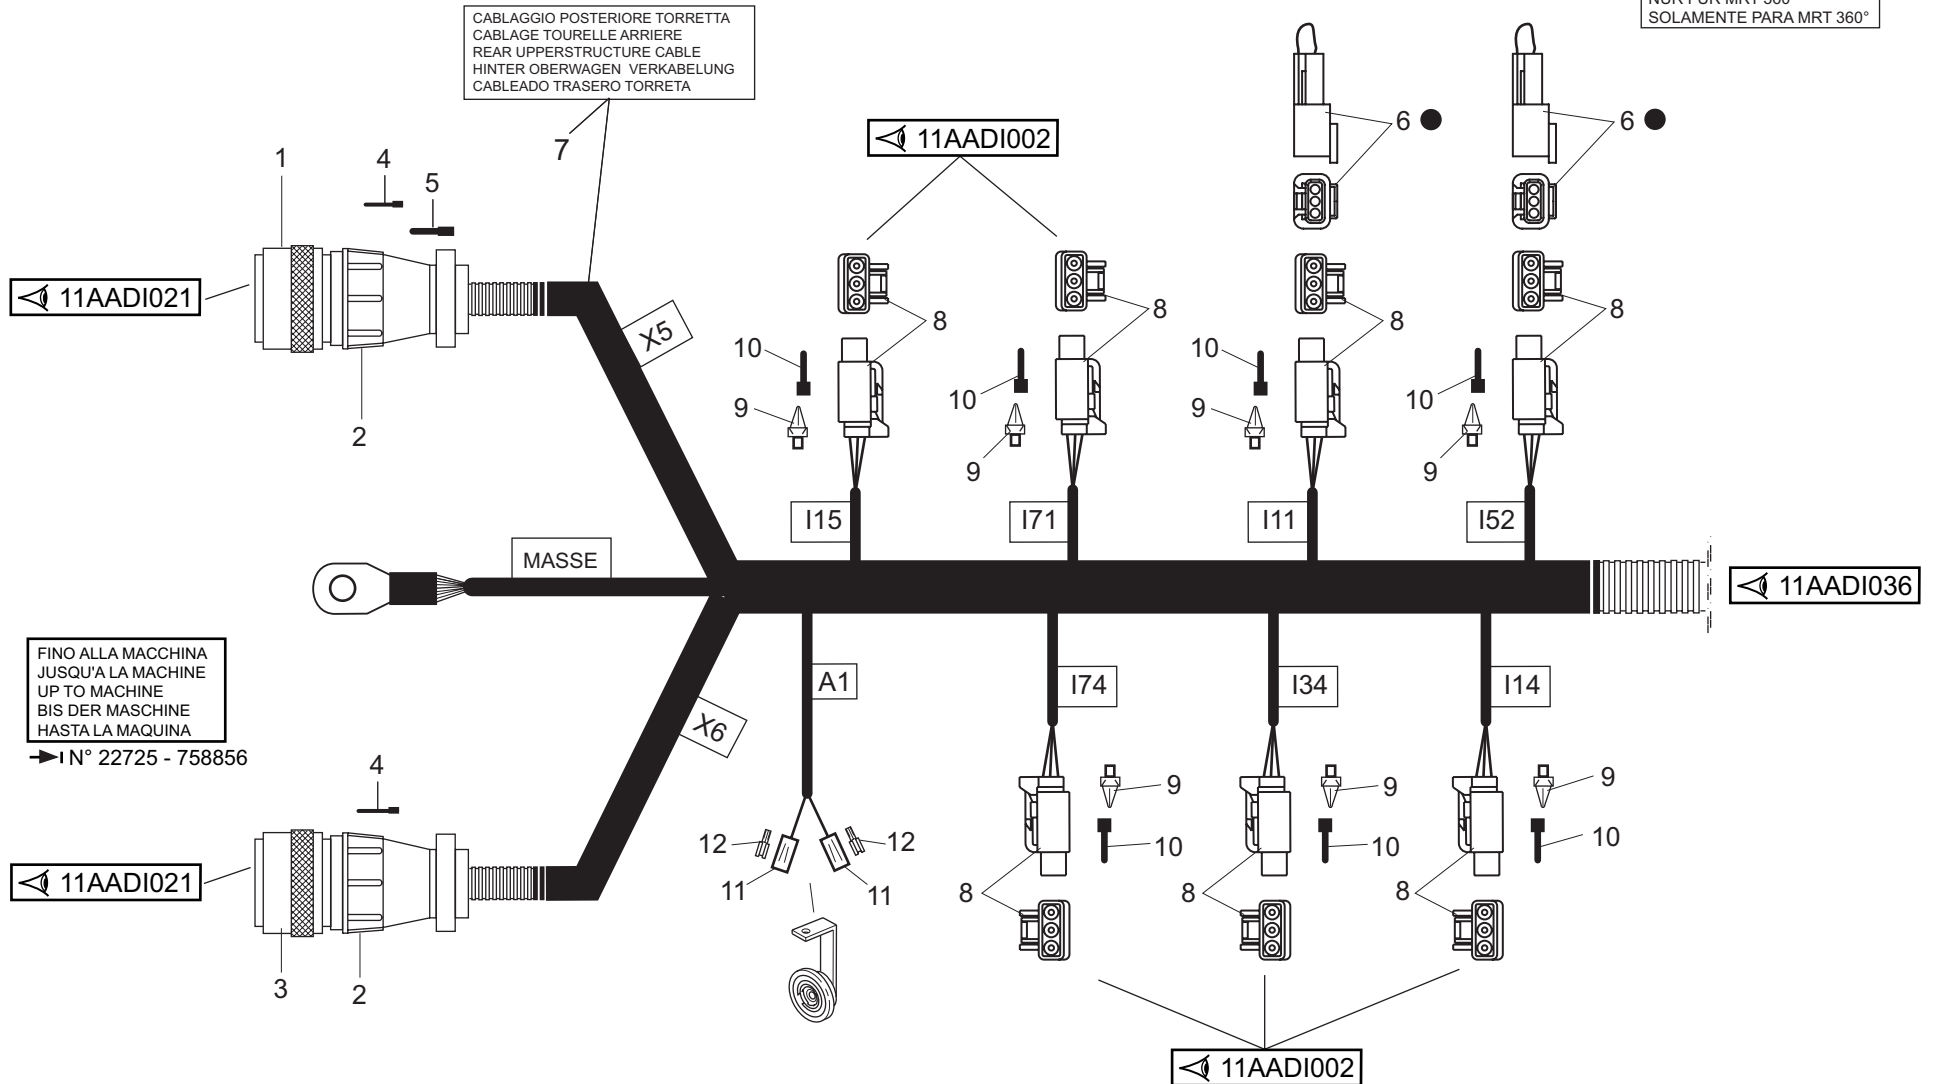 SOLAMENTE PARA MRT 360°
CABLAGGIO POSTERIORE TORRETTA
CABLAGE TOURELLE ARRIERE
REAR UPPERSTRUCTURE CABLE
HINTER OBERWAGEN VERKABELUNG
CABLEADO TRASERO TORRETA
7
11AADI002
6
6
1
4
5
11AADI021
2
X5
8
8
8
8
10
9
10
9
10
9
10
9
I15
I71
I11
I52
MASSE
11AADI036
FINO ALLA MACCHINA
JUSQU'A LA MACHINE
UP TO MACHINE
BIS DER MASCHINE
HASTA LA MAQUINA
N° 22725 - 758856
X6
A1
I74
I34
I14
4
11AADI021
3
2
12
12
11
11
9
10
8
9
10
8
9
10
8
11AADI002